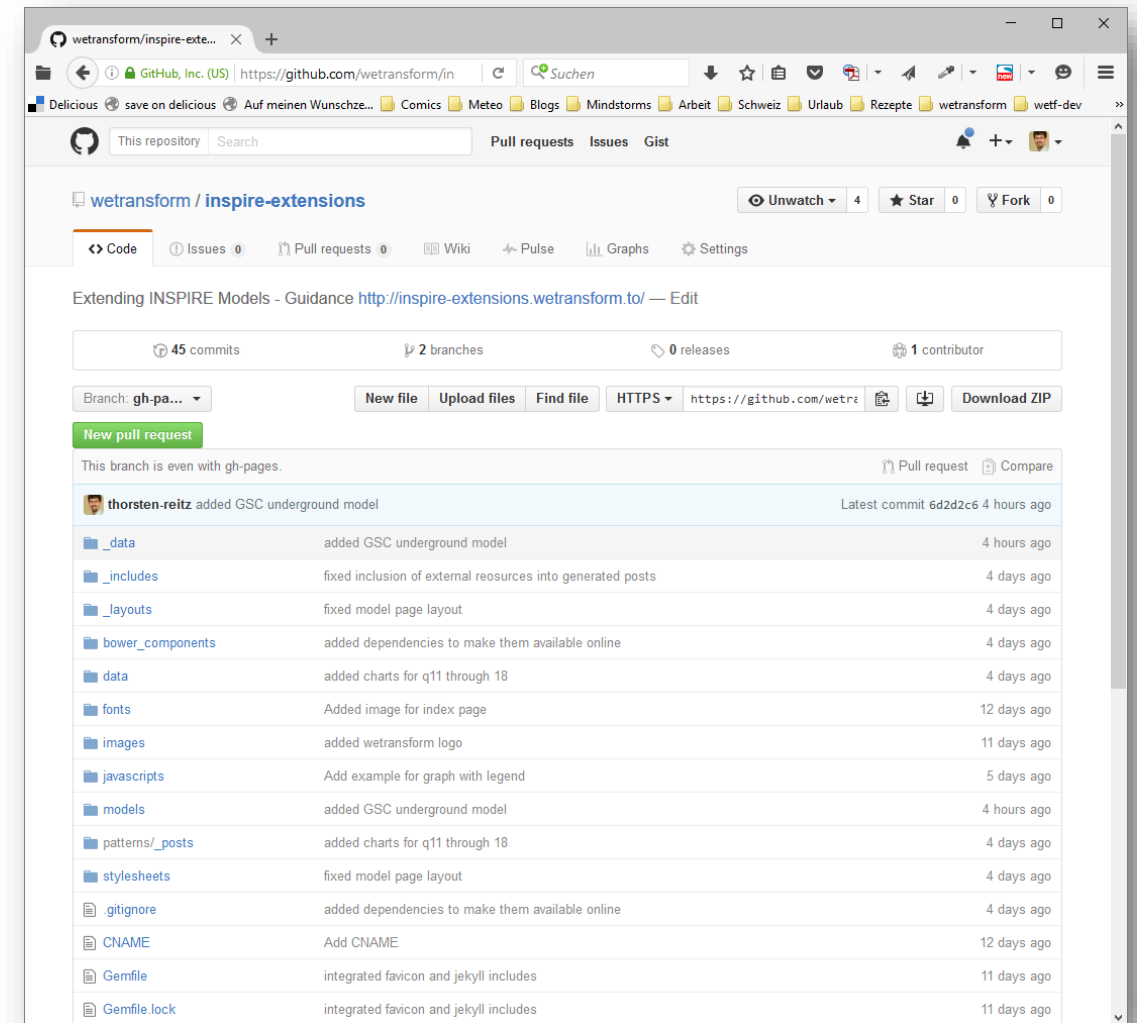 wetransform/inspire-exte...
GitHub, Inc. (US) https://github.com/wetransform/in Suchen
Delicious save on delicious Auf meinen Wunschze... Comics Meteo Blogs Mindstorms Arbeit Schweiz Urlaub Rezepte wetransform wetf-dev »
This repository Search Pull requests Issues Gist
wetransform / inspire-extensions Unwatch 4 Star 0 Fork 0
Code Issues 0 Pull requests 0 Wiki Pulse Graphs Settings
Extending INSPIRE Models - Guidance http://inspire-extensions.wetransform.to/ — Edit
45 commits 2 branches 0 releases 1 contributor
Branch: gh-pa... New file Upload files Find file HTTPS https://github.com/wetra Download ZIP
New pull request
This branch is even with gh-pages. Pull request Compare
thorsten-reitz added GSC underground model Latest commit 6d2d2c6 4 hours ago
_data added GSC underground model 4 hours ago
_includes fixed inclusion of external reosurces into generated posts 4 days ago
_layouts fixed model page layout 4 days ago
bower_components added dependencies to make them available online 4 days ago
data added charts for q11 through 18 4 days ago
fonts Added image for index page 12 days ago
images added wetransform logo 11 days ago
javascripts Add example for graph with legend 5 days ago
models added GSC underground model 4 hours ago
patterns/_posts added charts for q11 through 18 4 days ago
stylesheets fixed model page layout 4 days ago
.gitignore added dependencies to make them available online 4 days ago
CNAME Add CNAME 12 days ago
Gemfile integrated favicon and jekyll includes 11 days ago
Gemfile.lock integrated favicon and jekyll includes 11 days ago